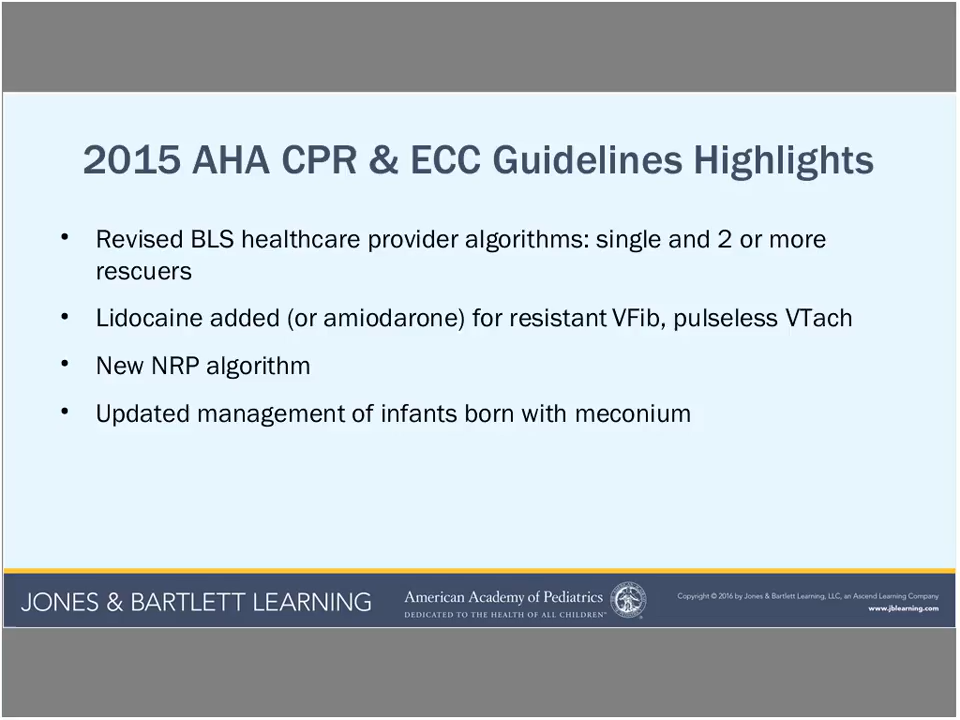 2015 AHA CPR & ECC Guidelines Highlights
• Revised BLS healthcare provider algorithms: single and 2 or more
rescuers
• Lidocaine added (or amiodarone) for resistant VFib, pulseless VTach
• New NRP algorithm
• Updated management of infants born with meconium
JONES & BARTLETT LEARNING
American Academy of Pediatrics
DEDICATED TO THE HEALTH OF ALL CHILDREN™
Copyright © 2016 by Jones & Bartlett Learning, LLC, an Ascend Learning Company
www.jblearning.com